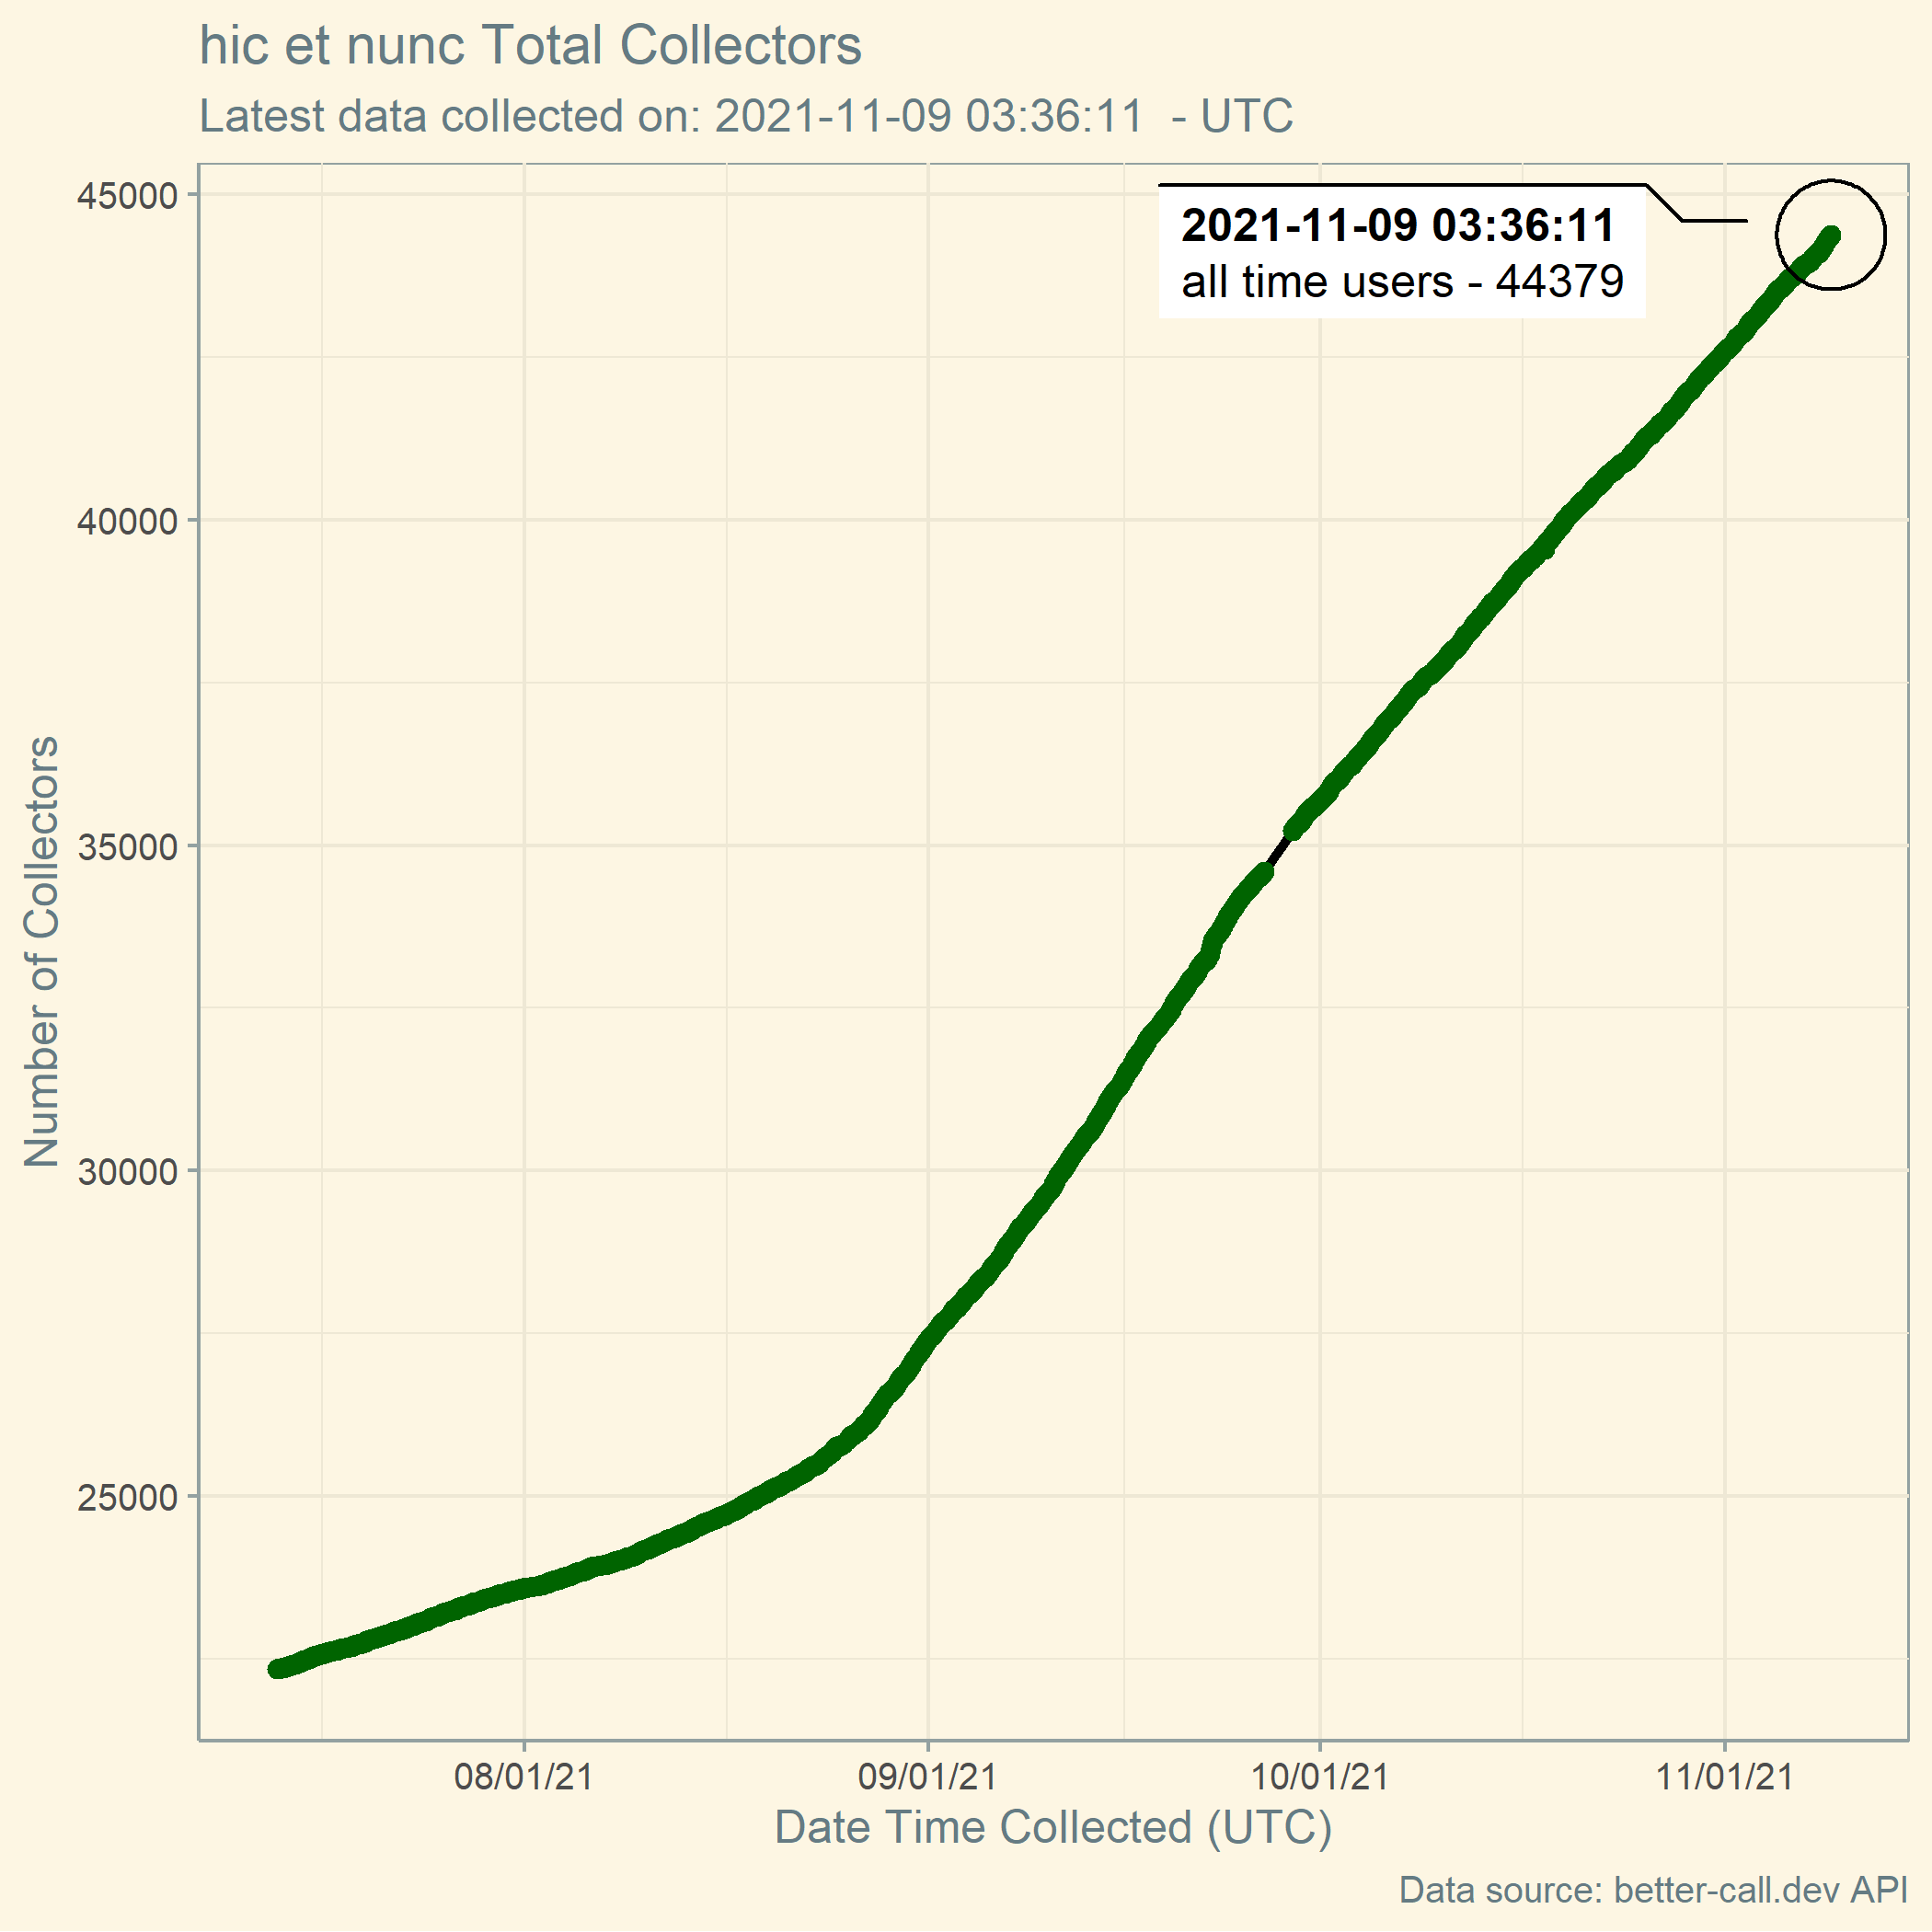 hic et nunc Total Collectors
Latest data collected on: 2021-11-09 03:36:11  - UTC
2021-11-09 03:36:11
all time users - 44379
45000
40000
35000
30000
25000
Number of Collectors
08/01/21
09/01/21
10/01/21
11/01/21
Date Time Collected (UTC)
Data source: better-call.dev API